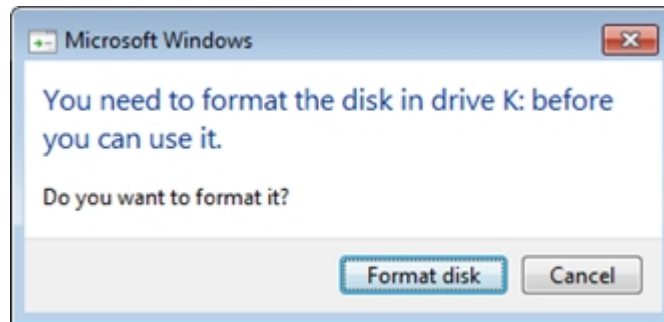 Microsoft Windows
You need to format the disk in drive K: before
you can use it.
Do you want to format it?
Format disk
Cancel